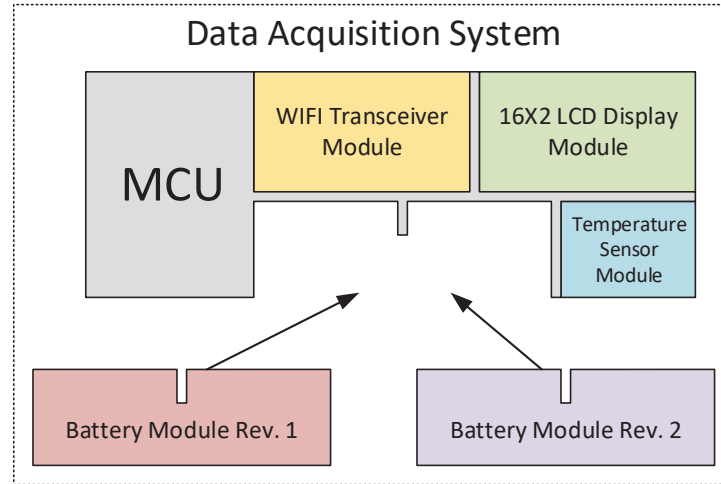 Data Acquisition System
MCU
WIFI Transceiver
Module
16X2 LCD Display
Module
Temperature
Sensor
Module
Battery Module Rev. 1
Battery Module Rev. 2